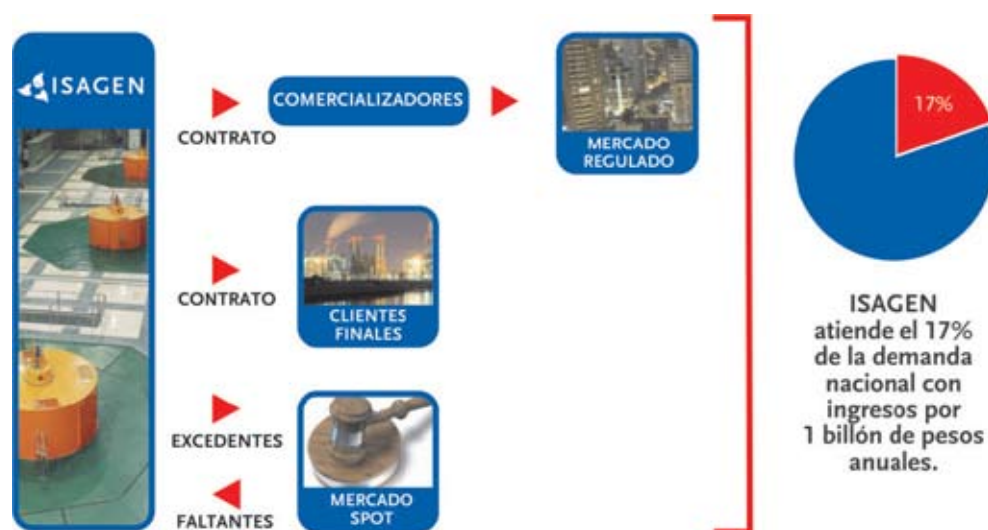 ISAGEN
CONTRATO
COMERCIALIZADORES
MERCADO
REGULADO
CONTRATO
CLIENTES
FINALES
EXCEDENTES
FALTANTES
MERCADO
SPOT
17%
ISAGEN
atiende el 17%
de la demanda
nacional con
ingresos por
1 billón de pesos
anuales.